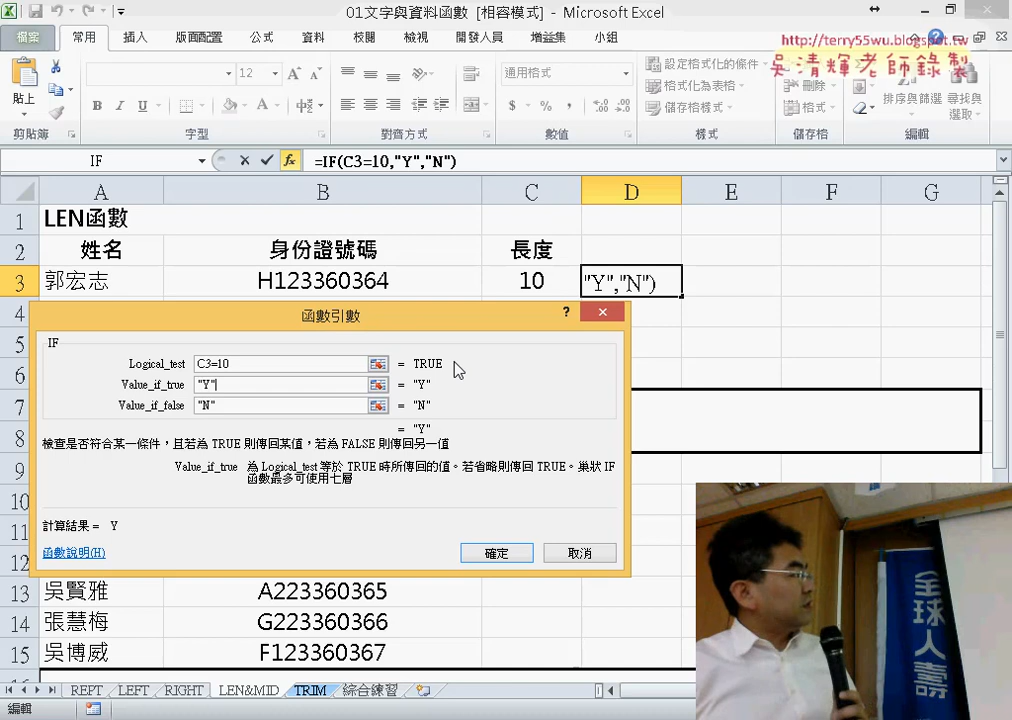 01文字與資料函數 [相容模式] - Microsoft Excel
檔案 常用 插入 版面配置 公式 資料 校閱 檢視 開發人員 增益集 小組
http://terry55wu.blogspot.tw
吳清輝老師錄製
貼上 12 通用格式 設定格式化的條件 格式化為表格 儲存格樣式 刪除 格式 排序與篩選 尋找與選取
剪貼簿 字型 對齊方式 數值 樣式 儲存格 編輯
IF =IF(C3=10,"Y","N")
A B C D E F G
1 LEN函數
2 姓名 身份證號碼 長度
3 郭宏志 H123360364 10 "Y","N")
4
5
6
7
8
9
10
11
12
13 吳賢雅 A223360365
14 張慧梅 G223360366
15 吳博威 F123360367
函數引數
IF
Logical_test C3=10 = TRUE
Value_if_true "Y" = "Y"
Value_if_false "N" = "N"
= "Y"
檢查是否符合某一條件，且若為 TRUE 則傳回某值，若為 FALSE 則傳回另一值
Value_if_true 為 Logical_test 等於 TRUE 時所傳回的值。若省略則傳回 TRUE。巢狀 IF
函數最多可使用七層
計算結果 = Y
函數說明(H) 確定 取消
REPT LEFT RIGHT LEN&MID TRIM 綜合練習
編輯
全球人壽